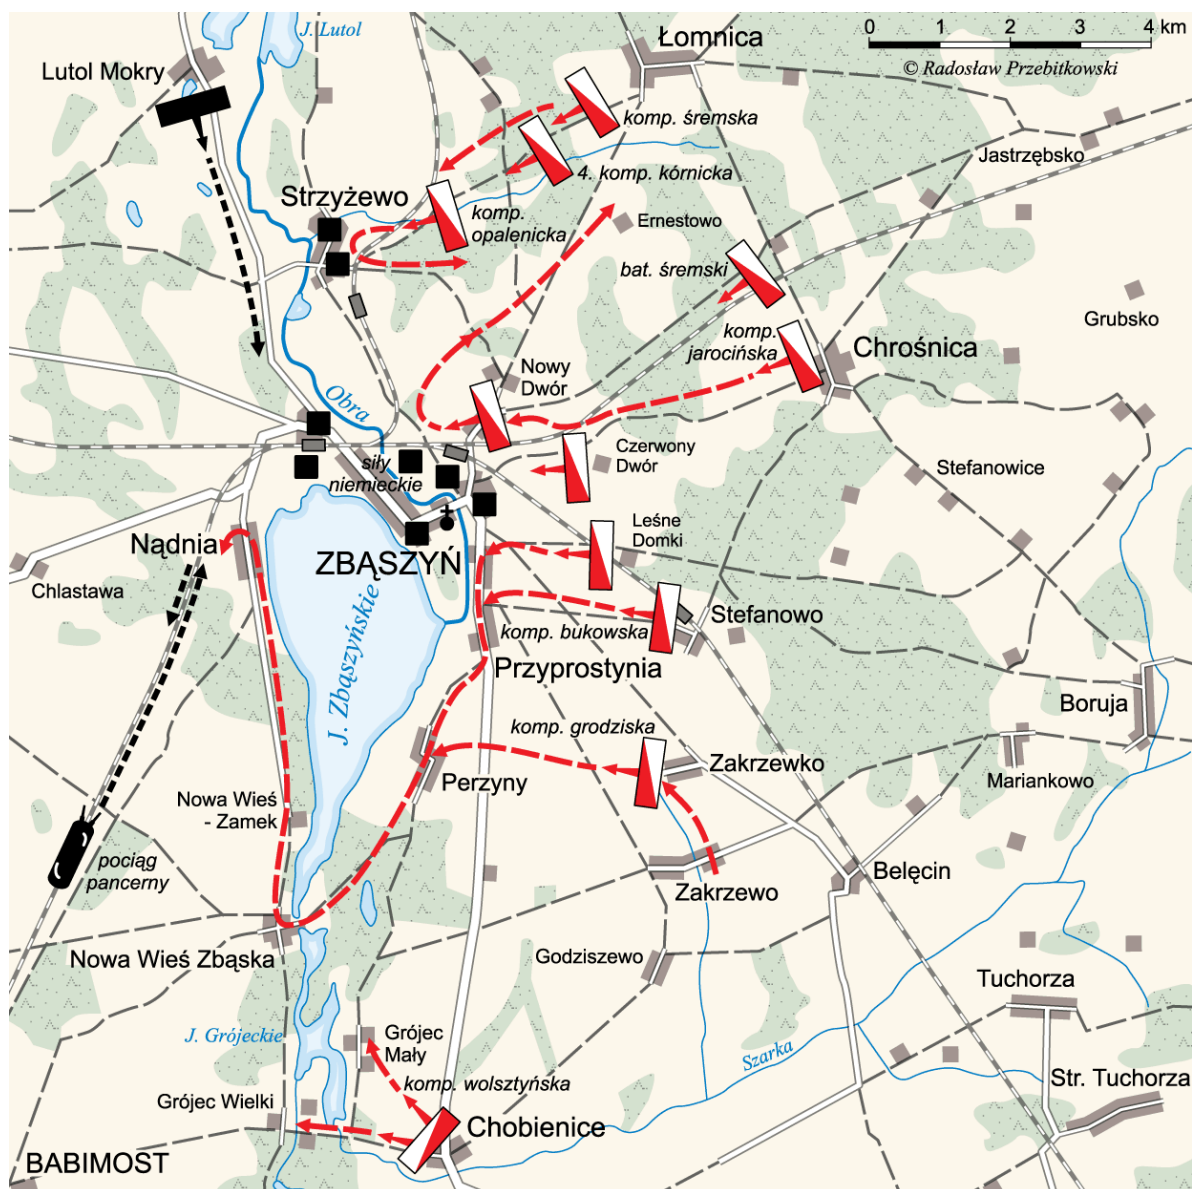 J. Lutol
Łomnica
0 1 2 3 4 km
© Radosław Przebitkowski
Lutol Mokry
komp. śremska
Jastrzębsko
4. komp. kórnicka
Strzyżewo
komp.
opalenicka
Ernestowo
bat. śremski
Grubsko
komp.
jarocińska
Chrośnica
Nowy
Dwór
Obra
siły
niemieckie
Czerwony
Dwór
Stefanowice
Leśne
Domki
Nądnia
ZBĄSZYŃ
Chlastawa
J. Zbąszyńskie
komp. bukowska
Stefanowo
Przyprostynia
Boruja
komp. grodziska
Zakrzewko
Mariankowo
Perzyny
Nowa Wieś
- Zamek
pociąg
pancerny
Zakrzewo
Belęcin
Nowa Wieś Zbąska
Godziszewo
Tuchorza
J. Grójeckie
Grójec
Mały
Szarka
komp. wolsztyńska
Str. Tuchorza
Grójec Wielki
Chobienice
BABIMOST